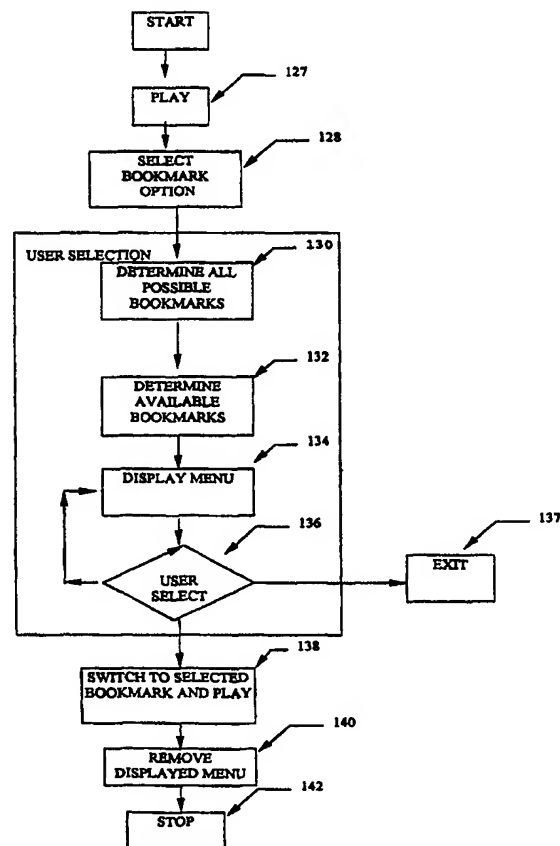 START
127
PLAY
128
SELECT
BOOKMARK
OPTION
USER SELECTION
130
DETERMINE ALL
POSSIBLE
BOOKMARKS
132
DETERMINE
AVAILABLE
BOOKMARKS
134
DISPLAY MENU
136
USER
SELECT
137
EXIT
138
SWITCH TO SELECTED
BOOKMARK AND PLAY
140
REMOVE
DISPLAYED MENU
142
STOP